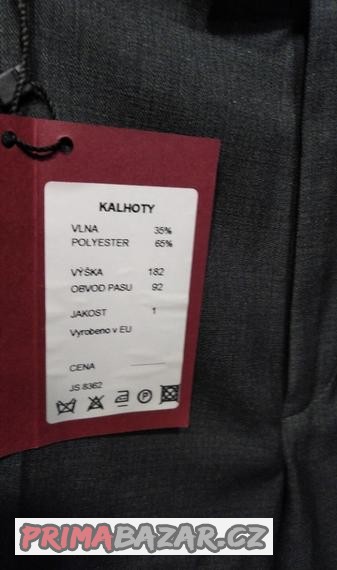 KALHOTY
VLNA 35%
POLYESTER 65%
VÝŠKA 182
OBVOD PASU 92
JAKOST 1
Vyrobeno v EU
CENA
JS 8362
P
PRIMABAZAR.CZ